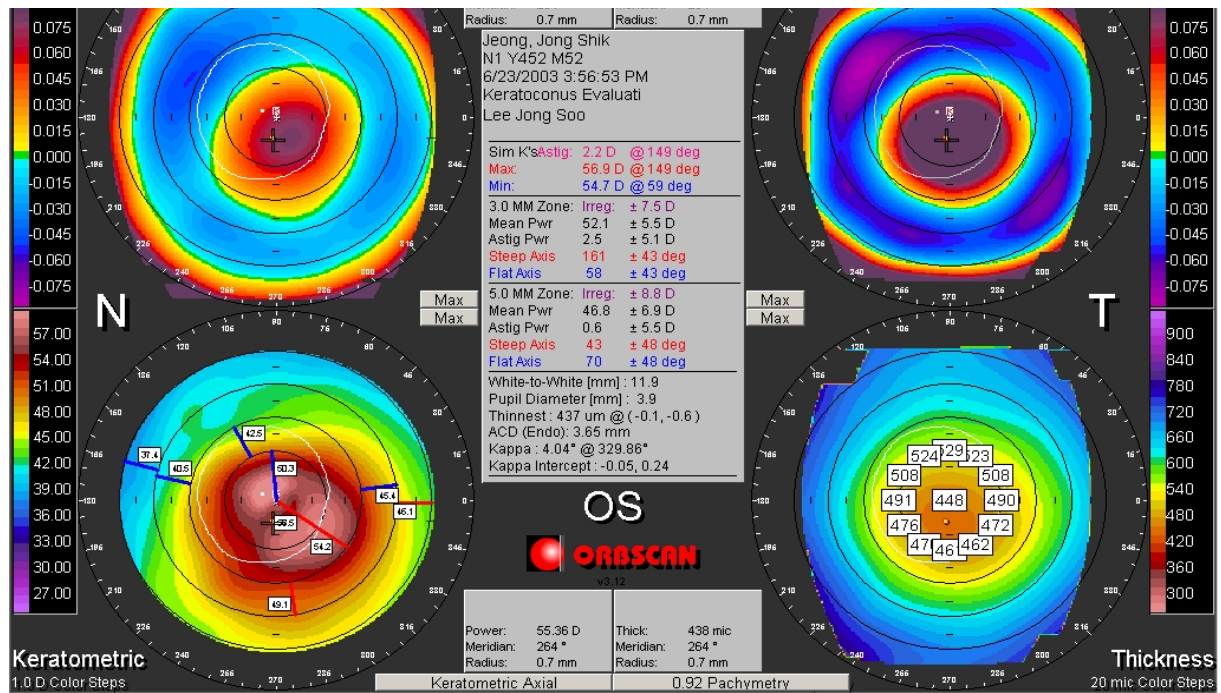 Radius: 0.7 mm Radius: 0.7 mm
Jeong, Jong Shik
N1 Y452 M52
6/23/2003 3:56:53 PM
Keratoconus Evaluati
Lee Jong Soo
Sim K's Astig: 2.2 D @ 149 deg
Max: 56.9 D @ 149 deg
Min: 54.7 D @ 59 deg
3.0 MM Zone: Irreg: ± 7.5 D
Mean Pwr 52.1 ± 5.5 D
Astig Pwr 2.5 ± 5.1 D
Steep Axis 161 ± 43 deg
Flat Axis 58 ± 43 deg
5.0 MM Zone: Irreg: ± 8.8 D
Mean Pwr 46.8 ± 6.9 D
Astig Pwr 0.6 ± 5.5 D
Steep Axis 43 ± 48 deg
Flat Axis 70 ± 48 deg
White-to-White [mm] : 11.9
Pupil Diameter [mm] : 3.9
Thinnest : 437 um @ (-0.1, -0.6 )
ACD (Endo): 3.65 mm
Kappa : 4.04° @ 329.86°
Kappa Intercept : -0.05, 0.24
0.075
0.060
0.045
0.030
0.015
0.000
-0.015
-0.030
-0.045
-0.060
-0.075
0.075
0.060
0.045
0.030
0.015
0.000
-0.015
-0.030
-0.045
-0.060
-0.075
N
T
Max
Max
Max
Max
57.00
54.00
51.00
48.00
45.00
42.00
39.00
36.00
33.00
30.00
27.00
42.5
37.4
40.5
50.3
45.4
45.1
54.2
49.1
OS
ORBSCAN
v3.12
524 529 523
508 508
491 448 490
476 472
462
900
840
780
720
660
600
540
480
420
360
300
Power: 55.36 D
Meridian: 264 °
Radius: 0.7 mm
Thick: 438 mic
Meridian: 264 °
Radius: 0.7 mm
Keratometric
1.0 D Color Steps
Keratometric Axial
0.92 Pachymetry
Thickness
20 mic Color Steps